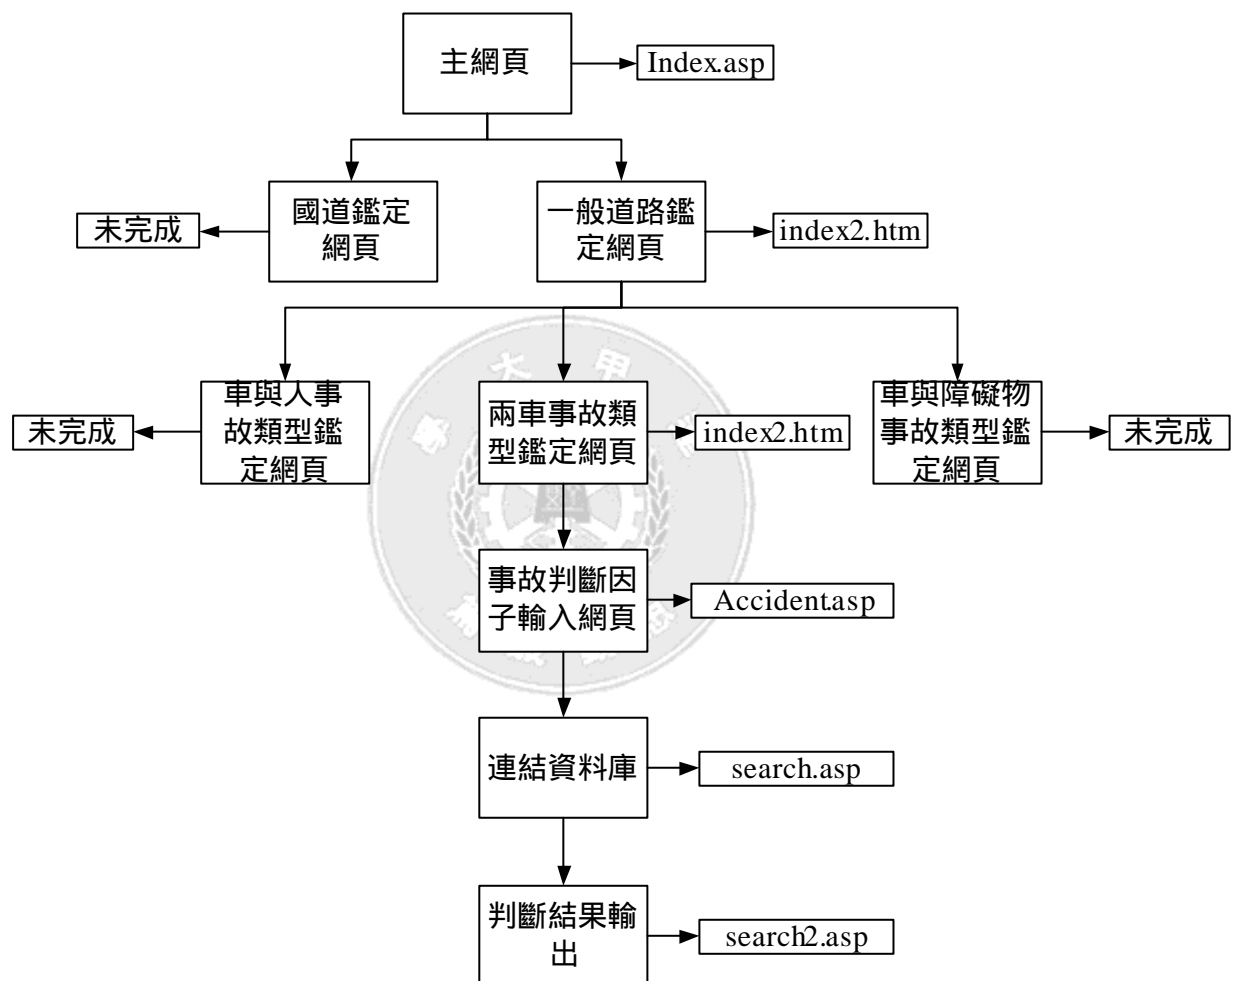 主網頁
Index.asp
國道鑑定
網頁
未完成
一般道路鑑
定網頁
index2.htm
車與人事
故類型鑑
定網頁
未完成
兩車事故類
型鑑定網頁
index2.htm
車與障礙物
事故類型鑑
定網頁
未完成
事故判斷因
子輸入網頁
Accident.asp
連結資料庫
search.asp
判斷結果輸
出
search2.asp
大 甲